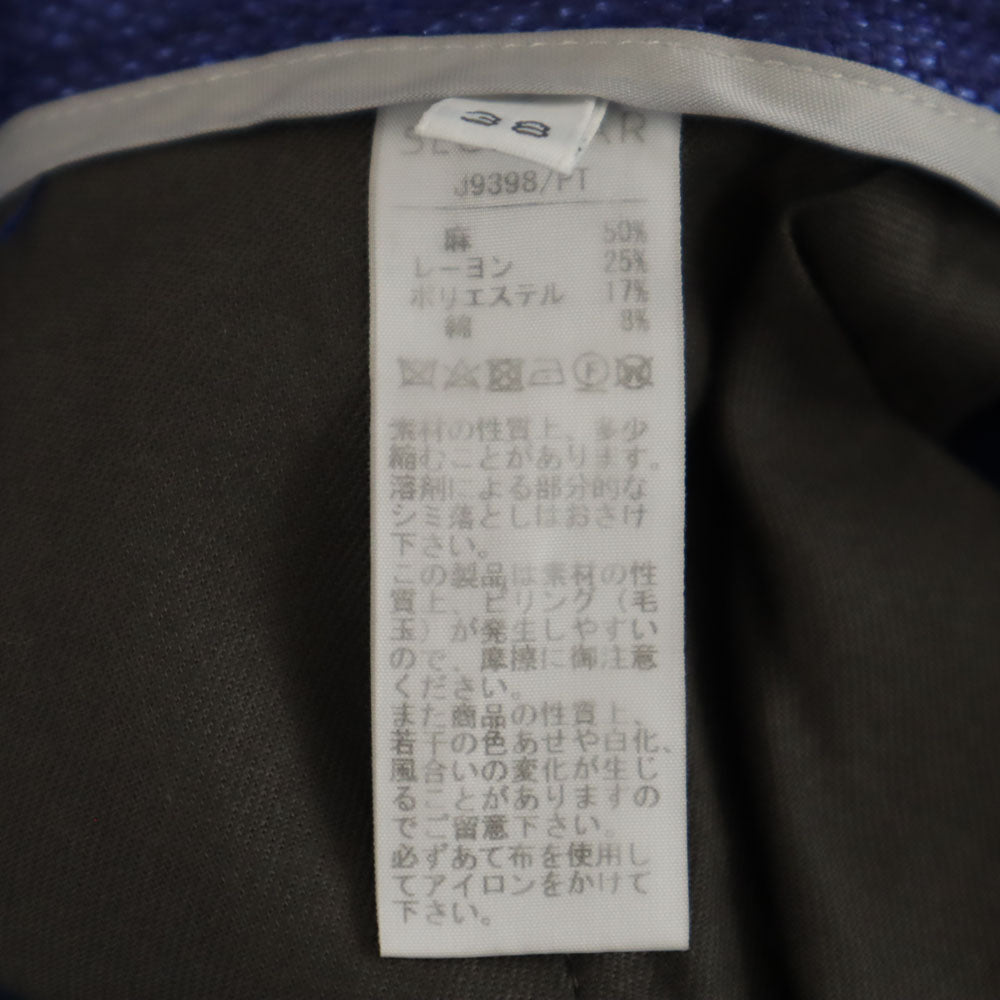 38
J9398/PT
麻 50%
レーヨン 25%
ポリエステル 17%
綿 8%
素材の性質上、多少
縮むことがあります。
溶剤による部分的な
シミ落としはおさけ
下さい。
この製品は素材の性
質上、ピリング（毛
玉）が発生しやすい
ので、摩擦に御注意
ください。
また商品の性質上、
若干の色あせや白化、
風合いの変化が生じ
ることがありますの
でご留意下さい。
必ずあて布を使用し
てアイロンをかけて
下さい。